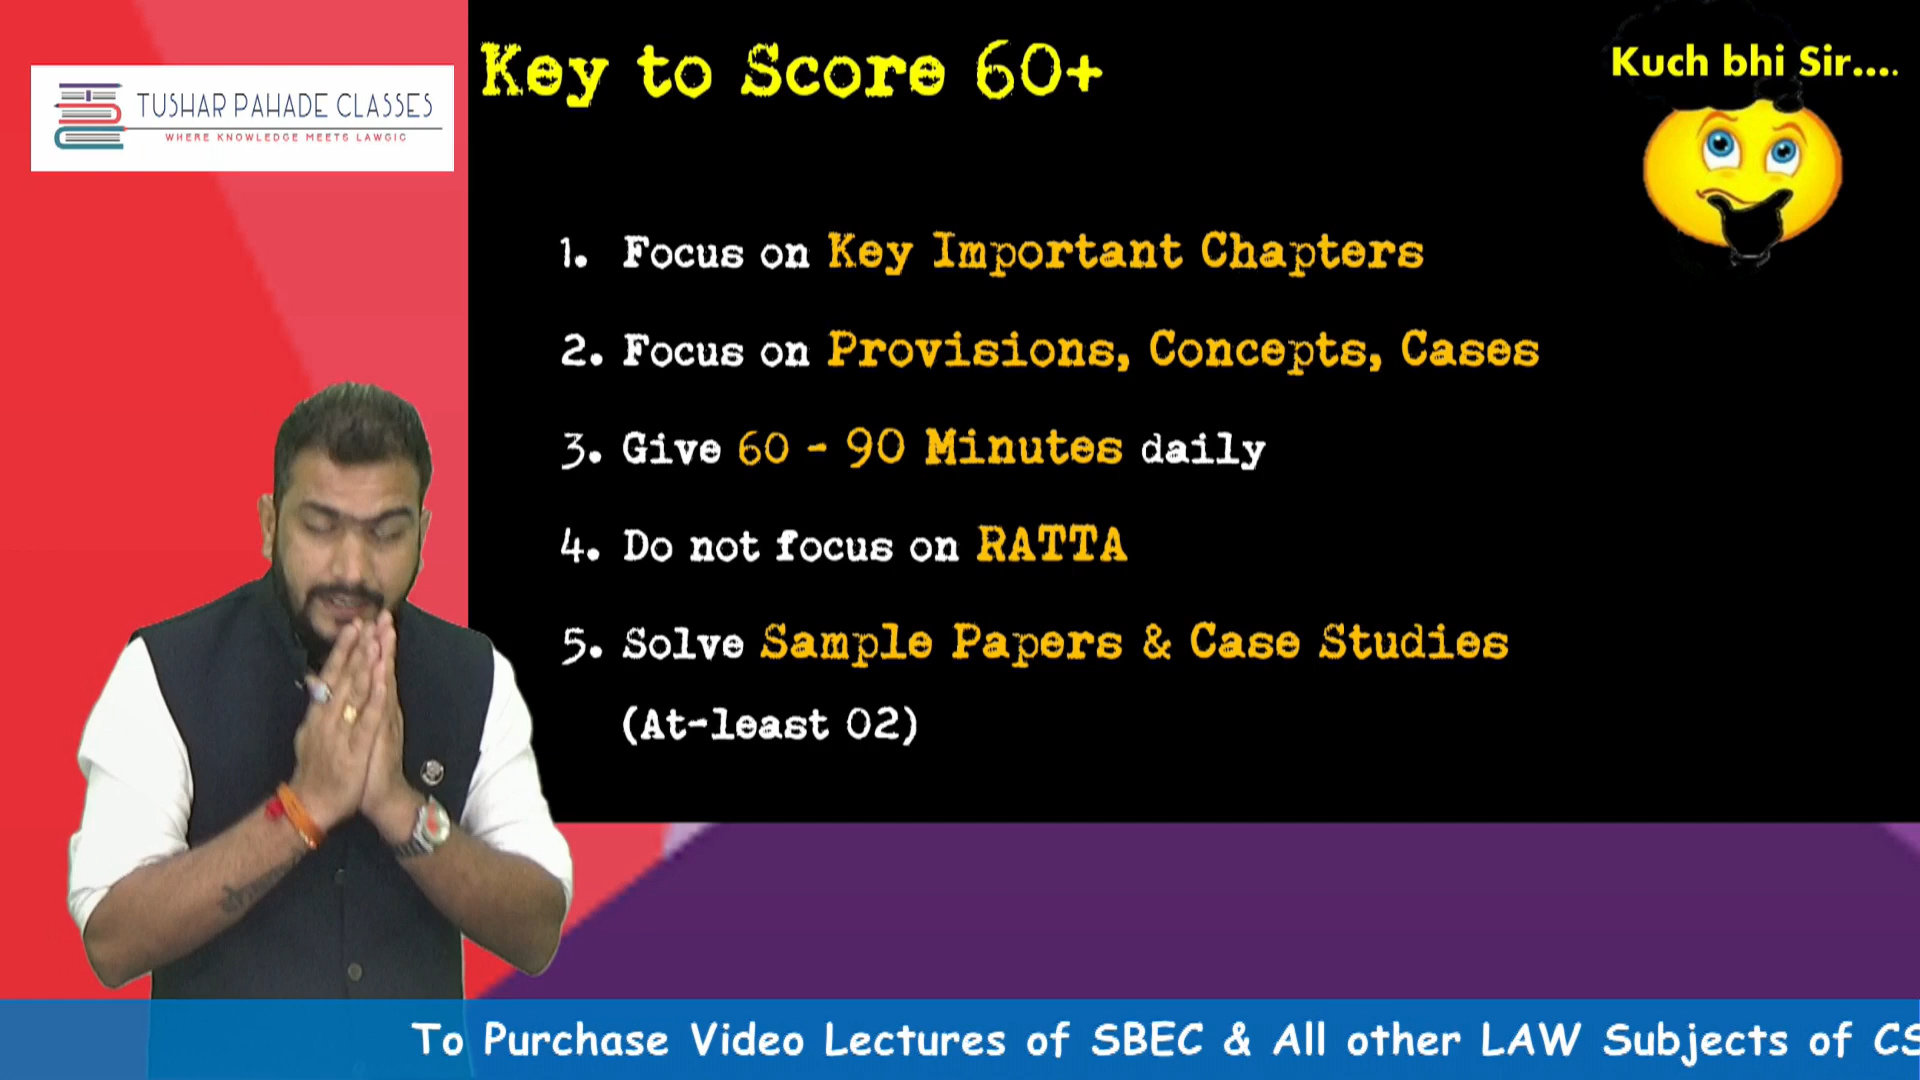 TUSHAR PAHADE CLASSES
WHERE KNOWLEDGE MEETS LAWGIC
Key to Score 60+
Kuch bhi Sir....
1. Focus on Key Important Chapters
2. Focus on Provisions, Concepts, Cases
3. Give 60 - 90 Minutes daily
4. Do not focus on RATTA
5. Solve Sample Papers & Case Studies
(At-least 02)
To Purchase Video Lectures of SBEC & All other LAW Subjects of CS